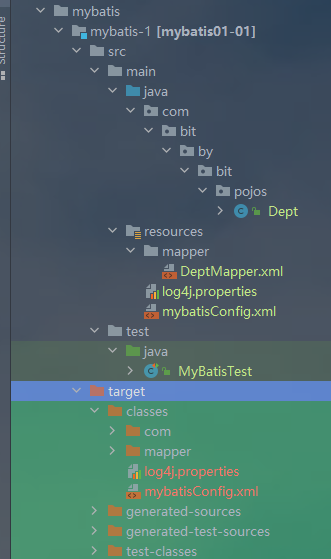 Structure
mybatis
mybatis-1 [mybatis01-01]
src
main
java
com
bit
by
bit
pojos
Dept
resources
mapper
DeptMapper.xml
log4j.properties
mybatisConfig.xml
test
java
MyBatisTest
target
classes
com
mapper
log4j.properties
mybatisConfig.xml
generated-sources
generated-test-sources
test-classes